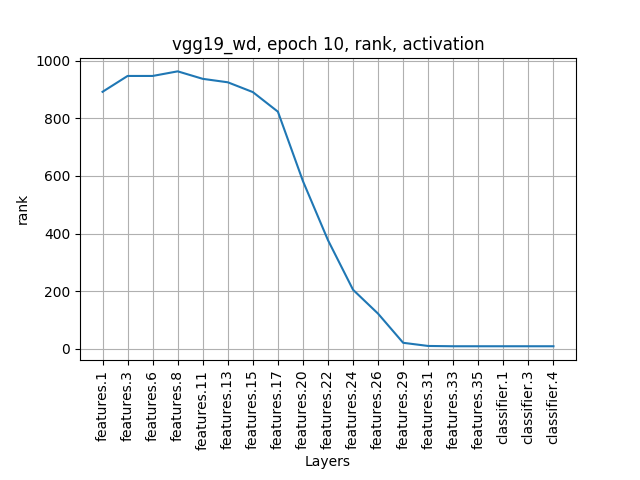 vgg19_wd, epoch 10, rank, activation
1000
800
600
400
200
0
rank
features.1
features.3
features.6
features.8
features.11
features.13
features.15
features.17
features.20
features.22
features.24
features.26
features.29
features.31
features.33
features.35
classifier.1
classifier.3
classifier.4
Layers